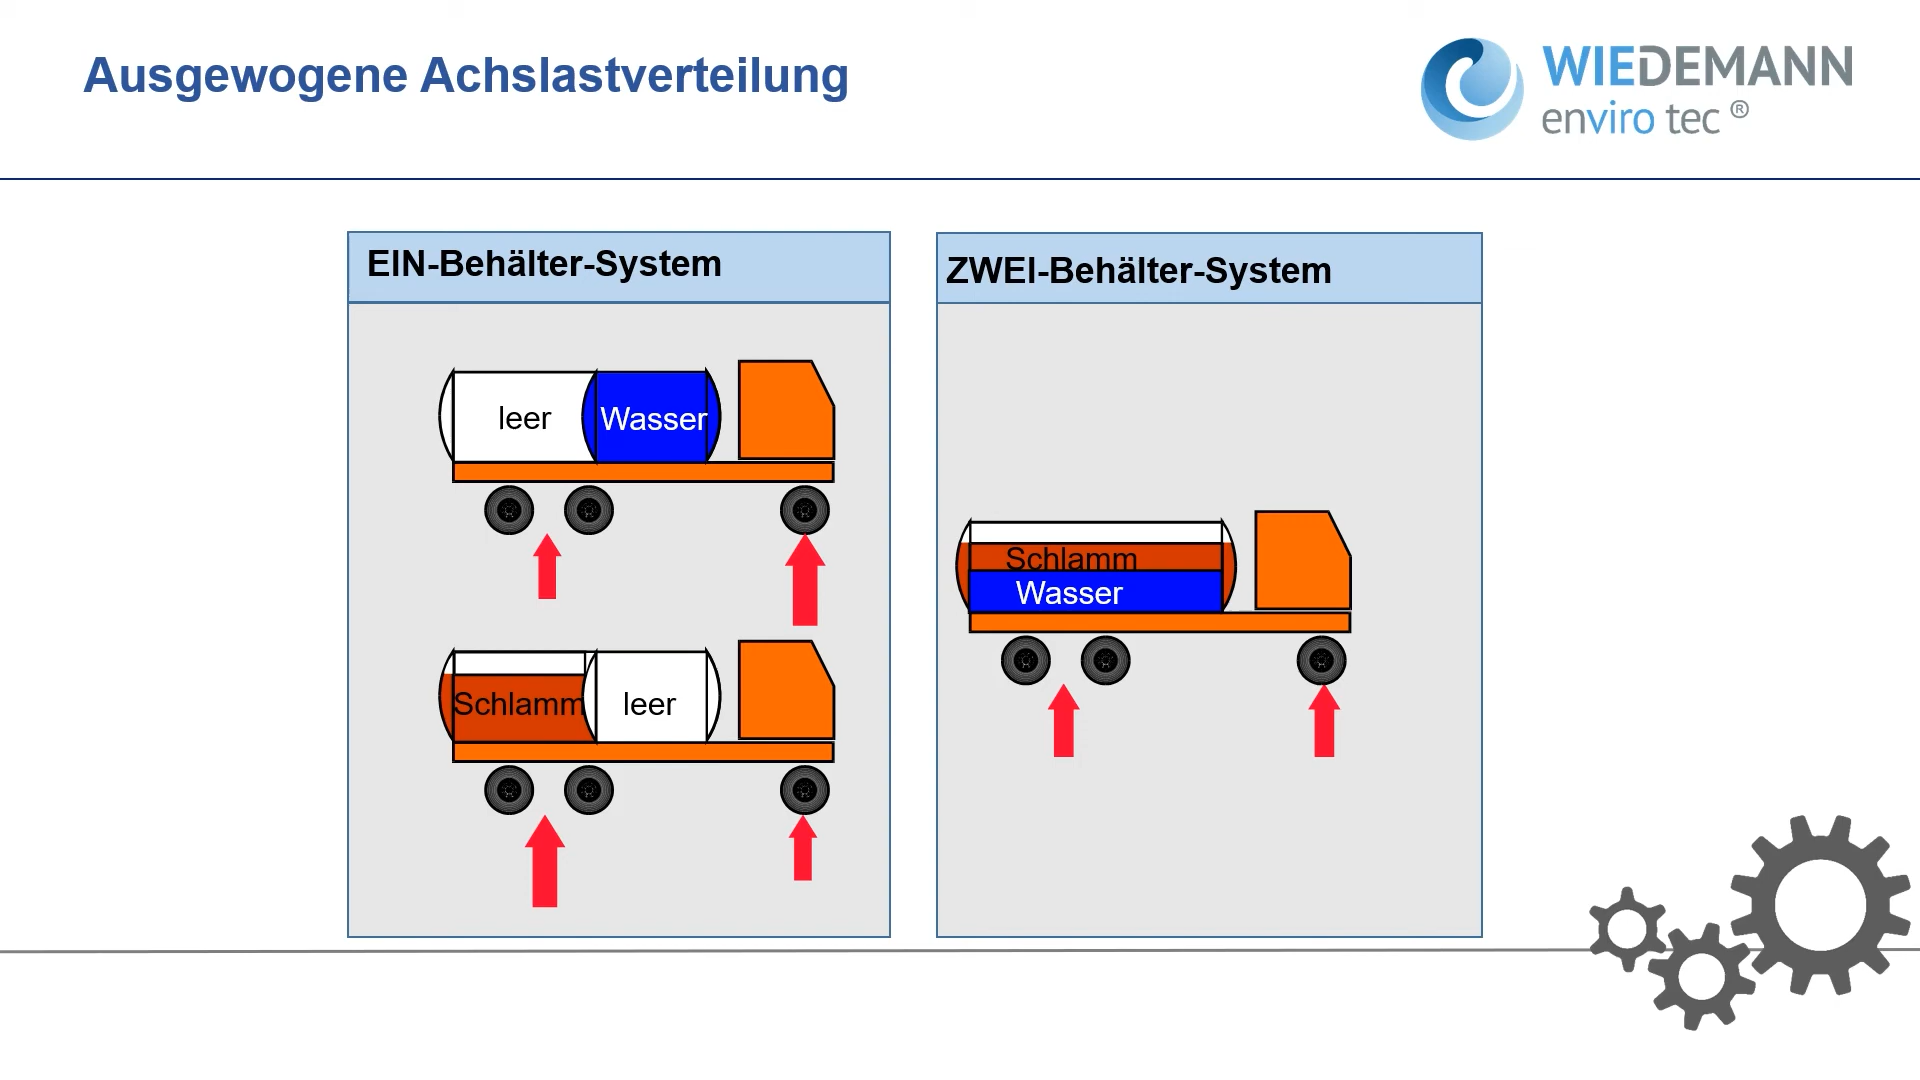 Ausgewogene Achslastverteilung
WIEDEMANN
enviro tec ®
EIN-Behälter-System
leer
Wasser
Schlamm
leer
ZWEI-Behälter-System
Schlamm
Wasser